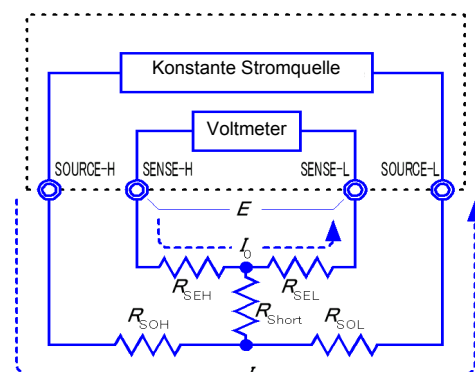 Konstante Stromquelle
Voltmeter
SOURCE-H SENSE-H SENSE-L SOURCE-L
E
I0
RSEH RSEL
RShort
RSOH RSOL
I